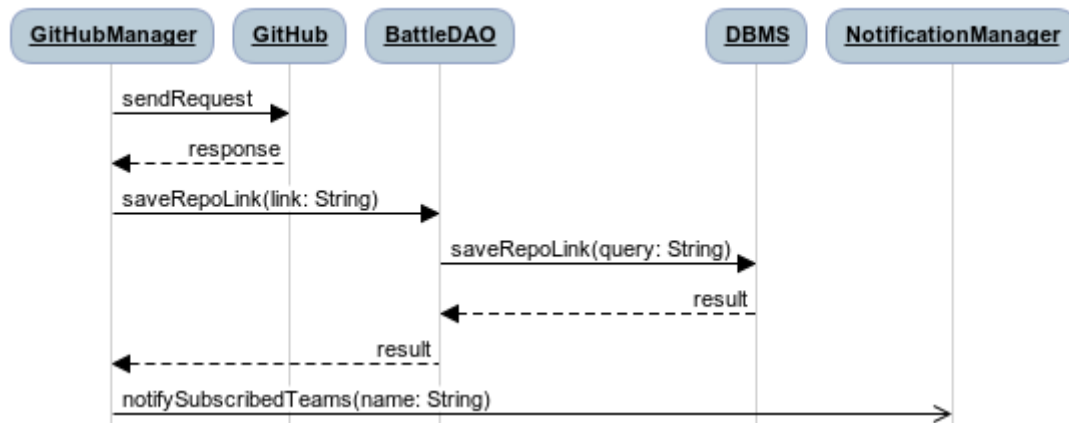 GitHubManager GitHub BattleDAO DBMS NotificationManager
sendRequest
response
saveRepoLink(link: String)
saveRepoLink(query: String)
result
result
notifySubscribedTeams(name: String)